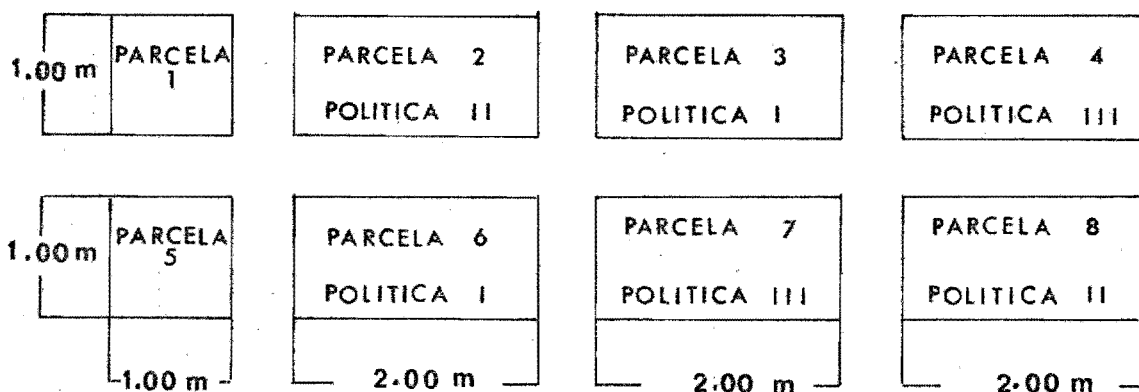 1.00 m
PARCELA
1
PARCELA 2
POLITICA II
PARCELA 3
POLITICA I
PARCELA 4
POLITICA III
1.00 m
PARCELA
5
PARCELA 6
POLITICA I
PARCELA 7
POLITICA III
PARCELA 8
POLITICA II
1.00 m
2.00 m
2.00 m
2.00 m